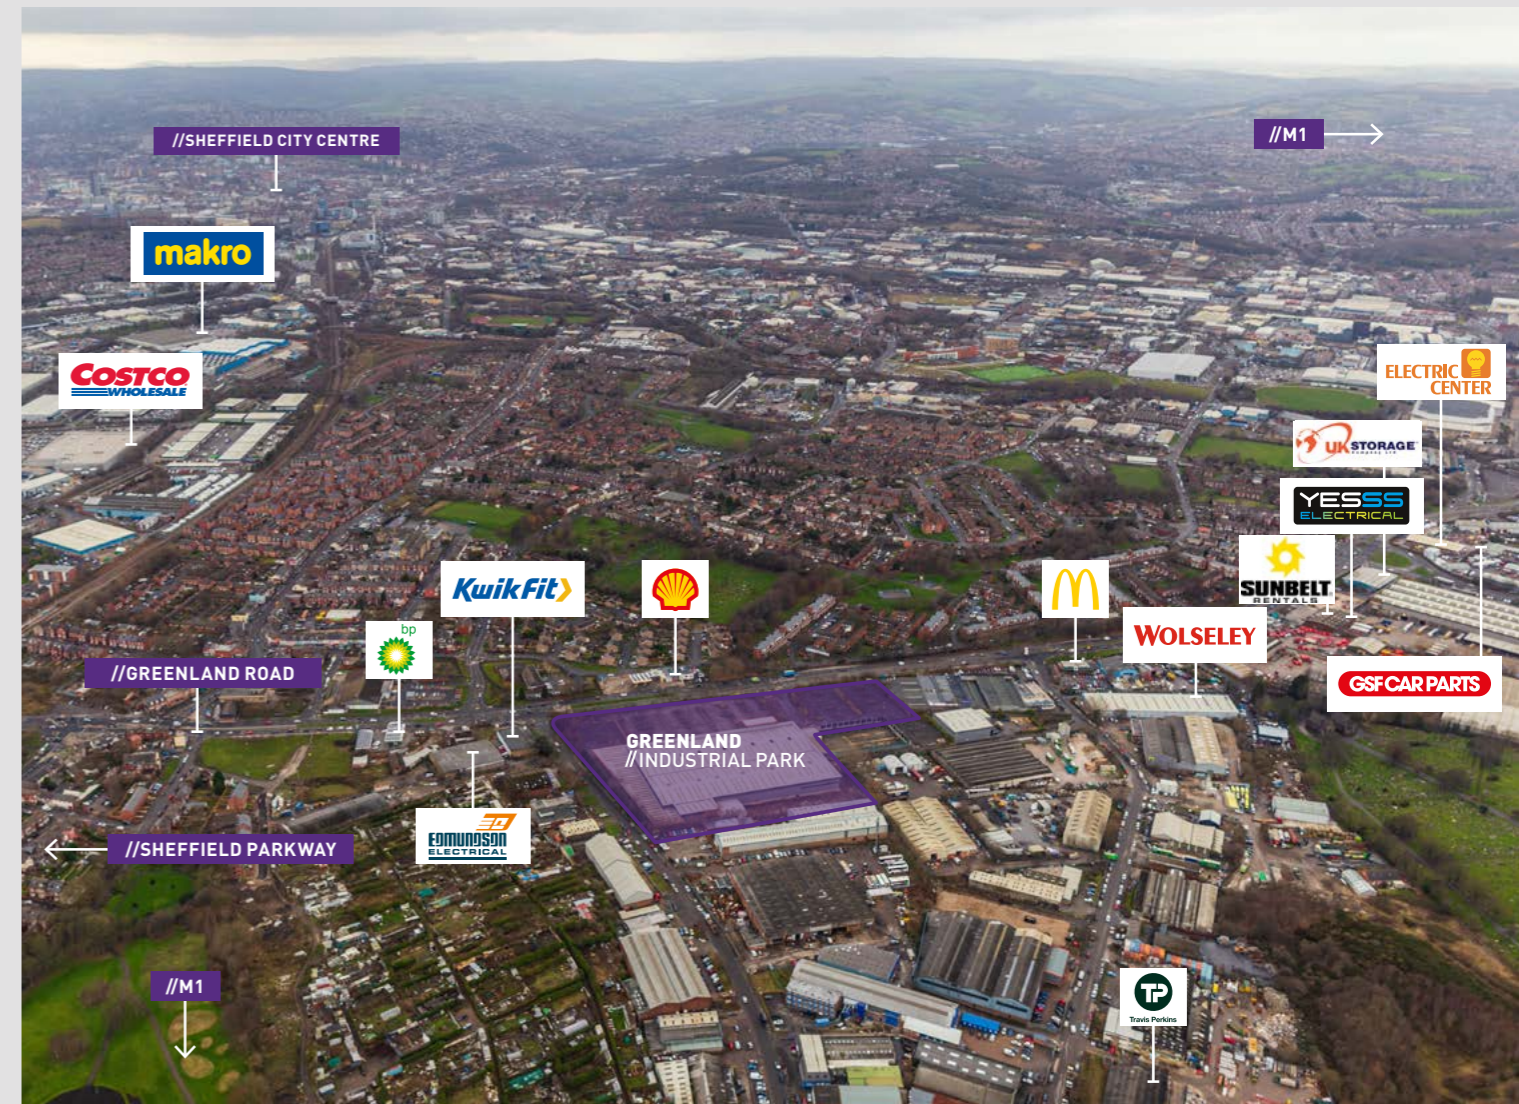 //SHEFFIELD CITY CENTRE
//M1
makro
COSTCO
WHOLESALE
ELECTRIC
CENTER
UK STORAGE
YESSS
ELECTRICAL
SUNBELT
RENTALS
KwikFit
bp
WOLSELEY
//GREENLAND ROAD
GSF CAR PARTS
GREENLAND
//INDUSTRIAL PARK
EDMUNDSON
ELECTRICAL
//SHEFFIELD PARKWAY
//M1
TP
Travis Perkins